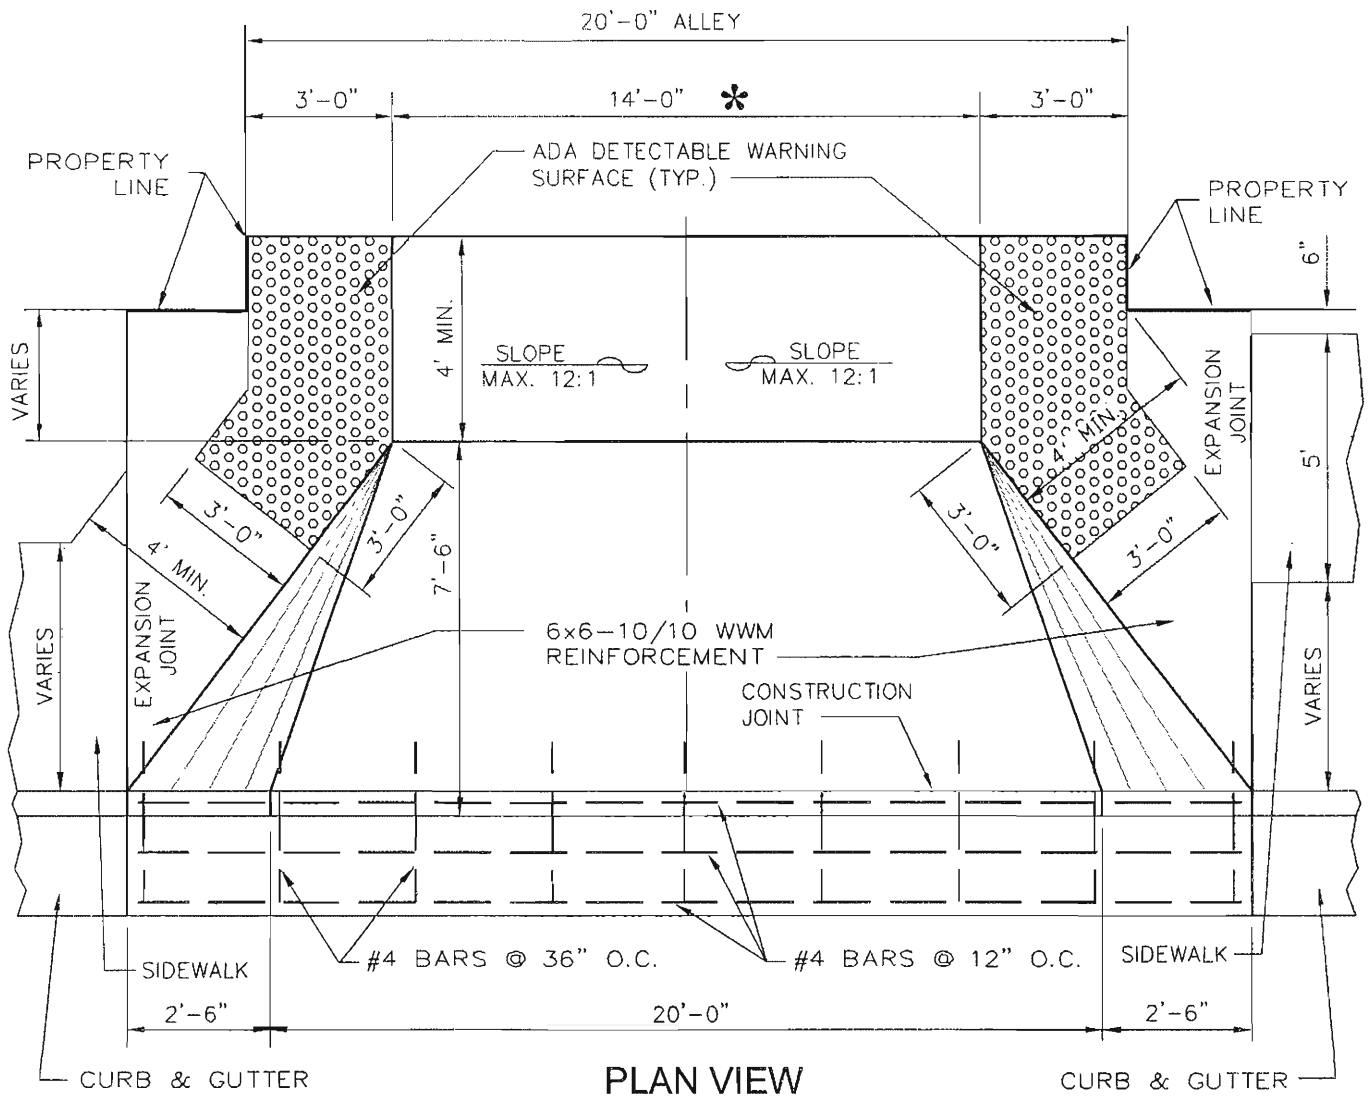 20'-0" ALLEY
3'-0"
14'-0" *
3'-0"
ADA DETECTABLE WARNING
SURFACE (TYP.)
PROPERTY
LINE
PROPERTY
LINE
6"
VARIES
4' MIN.
SLOPE
MAX. 12:1
SLOPE
MAX. 12:1
4' MIN.
EXPANSION
JOINT
5'
3'-0"
4' MIN.
3'-0"
7'-6"
3'-0"
3'-0"
VARIES
EXPANSION
JOINT
6x6-10/10 WWM
REINFORCEMENT
CONSTRUCTION
JOINT
VARIES
SIDEWALK
#4 BARS @ 36" O.C.
#4 BARS @ 12" O.C.
SIDEWALK
2'-6"
20'-0"
2'-6"
CURB & GUTTER
PLAN VIEW
CURB & GUTTER